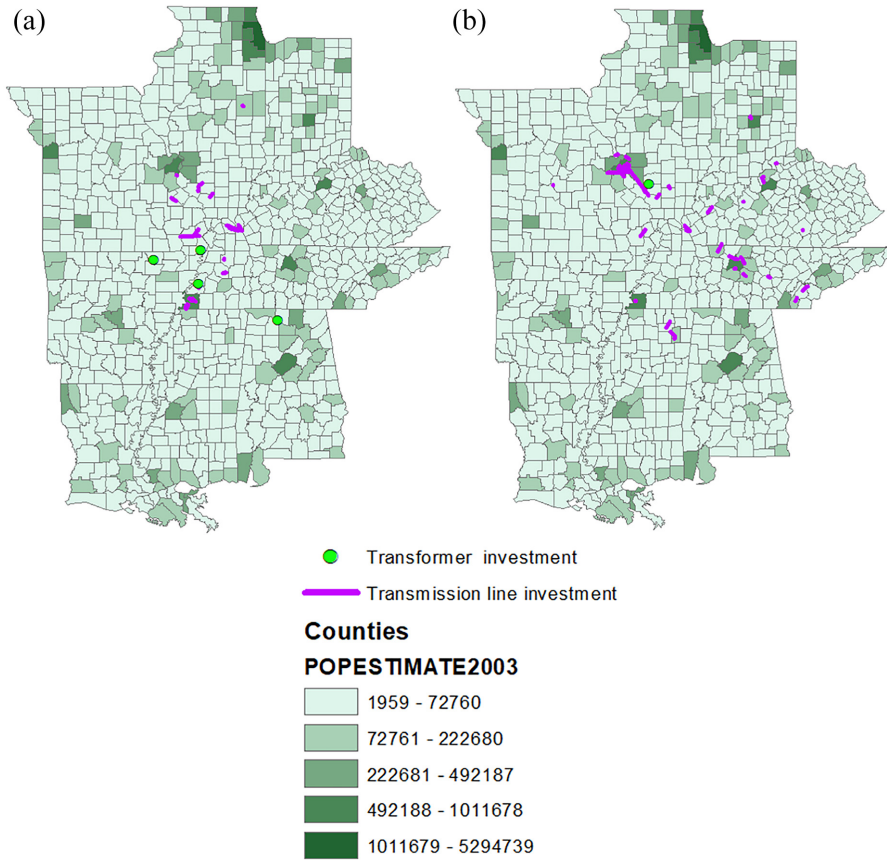 (a)
(b)
Transformer investment
Transmission line investment
Counties
POPESTIMATE2003
1959 - 72760
72761 - 222680
222681 - 492187
492188 - 1011678
1011679 - 5294739